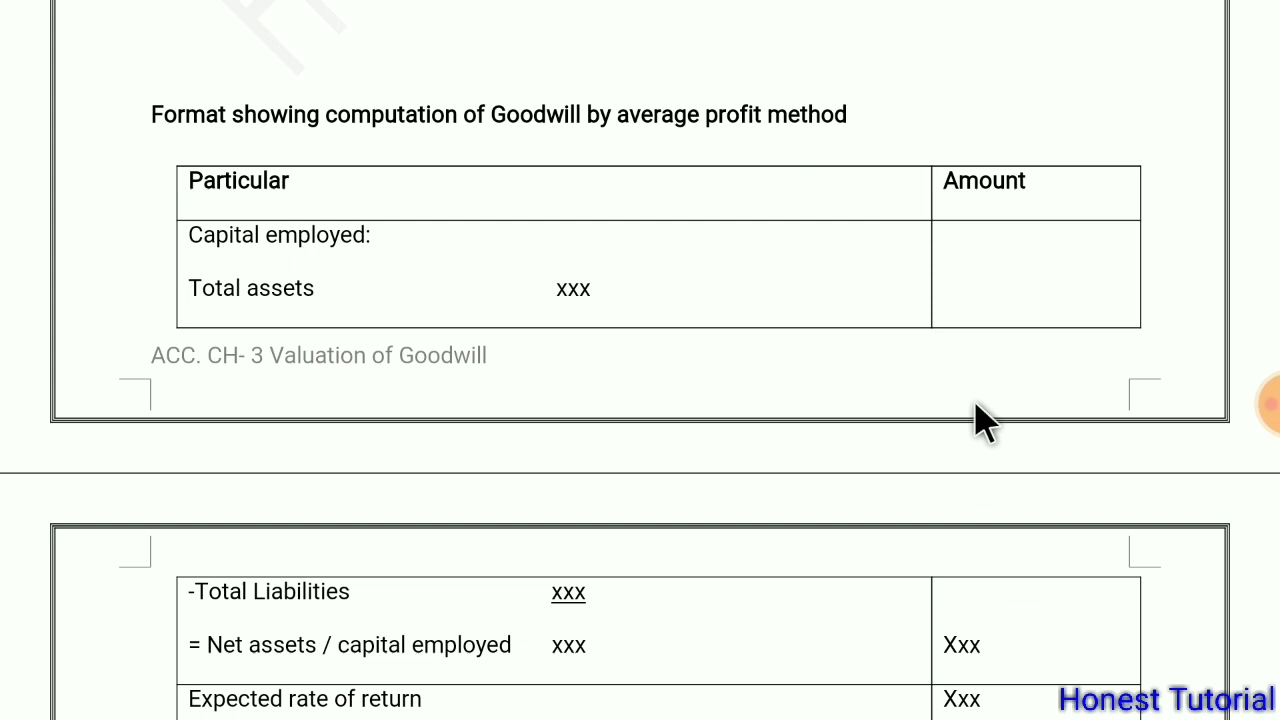 Format showing computation of Goodwill by average profit method
Particular Amount
Capital employed:
Total assets xxx
ACC. CH- 3 Valuation of Goodwill
-Total Liabilities xxx
= Net assets / capital employed xxx Xxx
Expected rate of return Xxx
Honest Tutorial